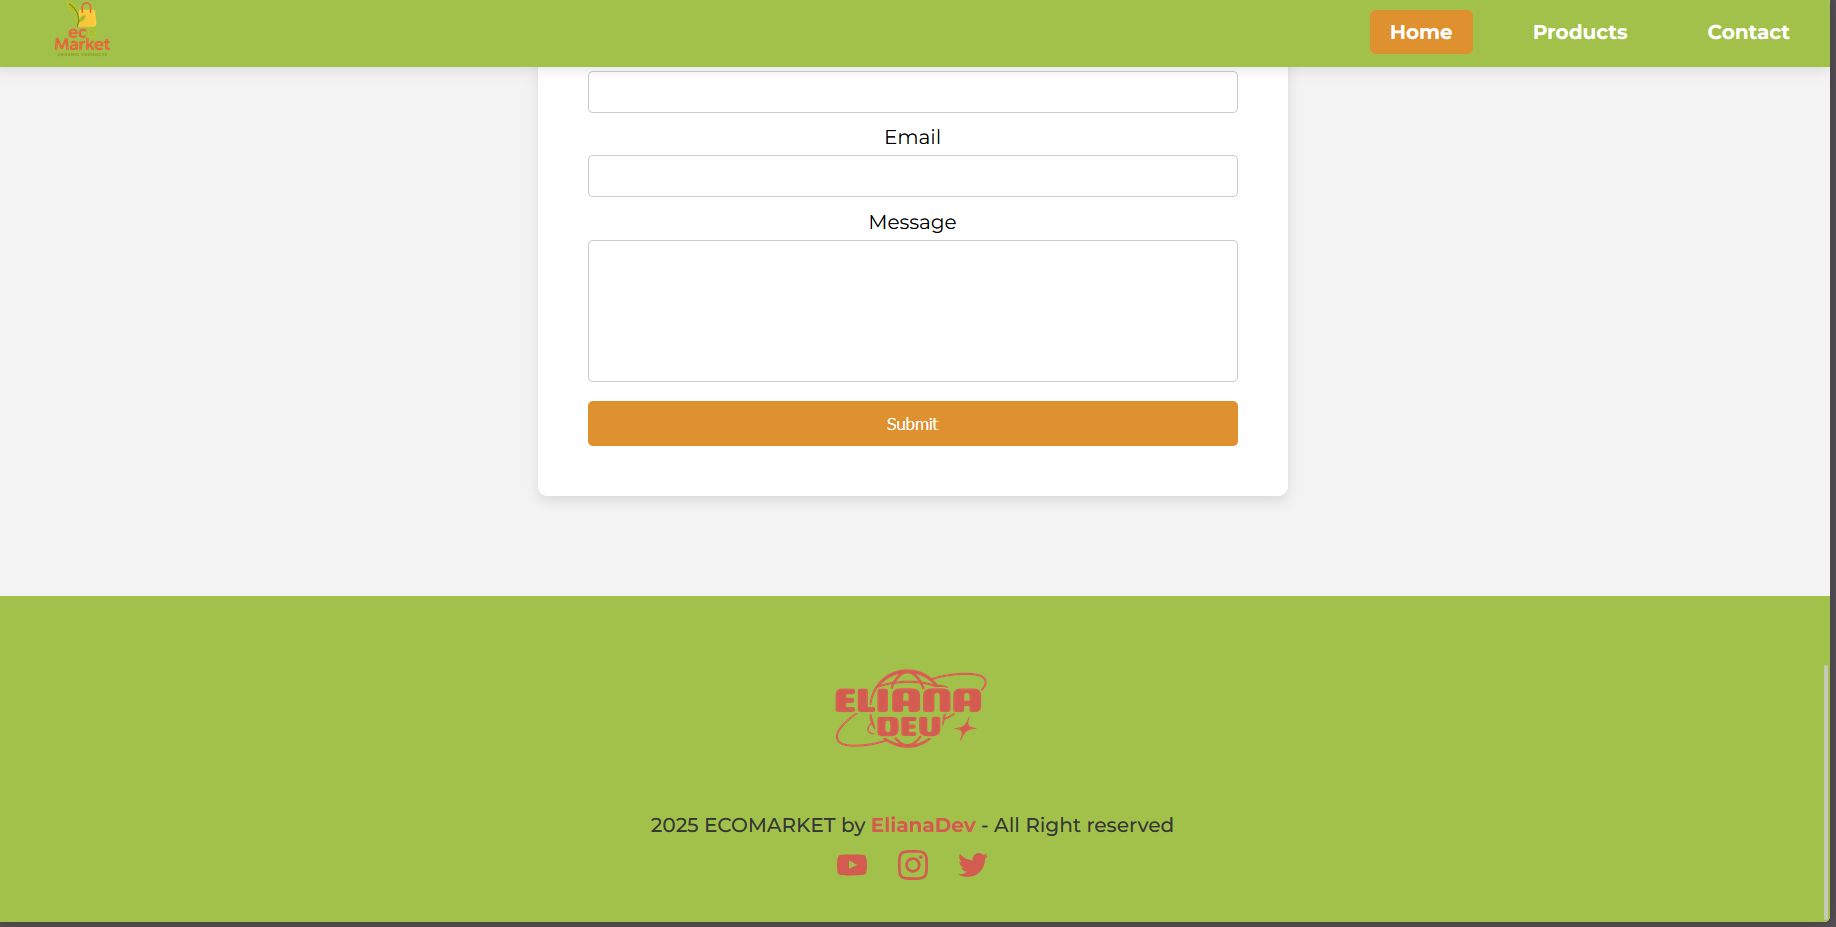 ec
Market
Home
Products
Contact
Email
Message
Submit
ELIANA
DEV
2025 ECOMARKET by ElianaDev - All Right reserved